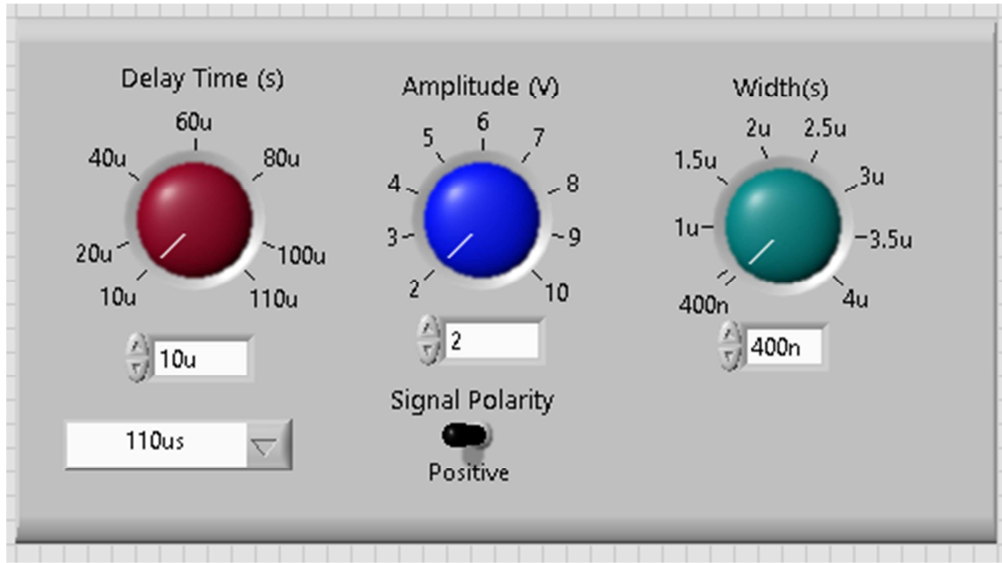 Delay Time (s)
60u
40u
80u
20u
100u
10u
110u
10u
110us
Amplitude (V)
6
5
7
4
8
3
9
2
10
2
Signal Polarity
Positive
Width(s)
2u
2.5u
1.5u
3u
1u
3.5u
400n
4u
400n